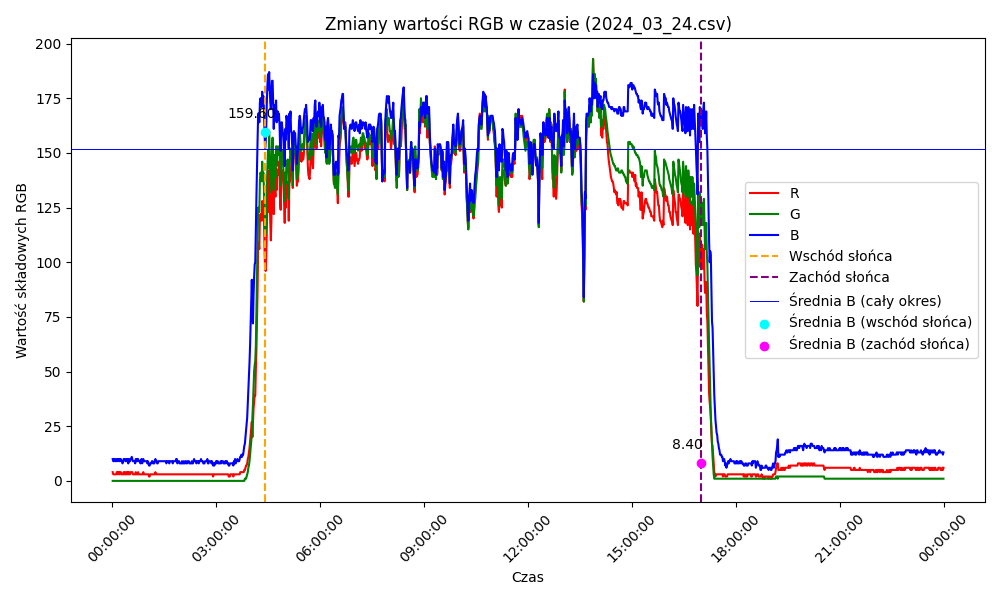 Zmiany wartości RGB w czasie (2024_03_24.csv)
Wartość składowych RGB
200
175
150
125
100
75
50
25
0
159.60
8.40
R
G
B
Wschód słońca
Zachód słońca
Średnia B (cały okres)
Średnia B (wschód słońca)
Średnia B (zachód słońca)
00:00:00
03:00:00
06:00:00
09:00:00
12:00:00
15:00:00
18:00:00
21:00:00
00:00:00
Czas